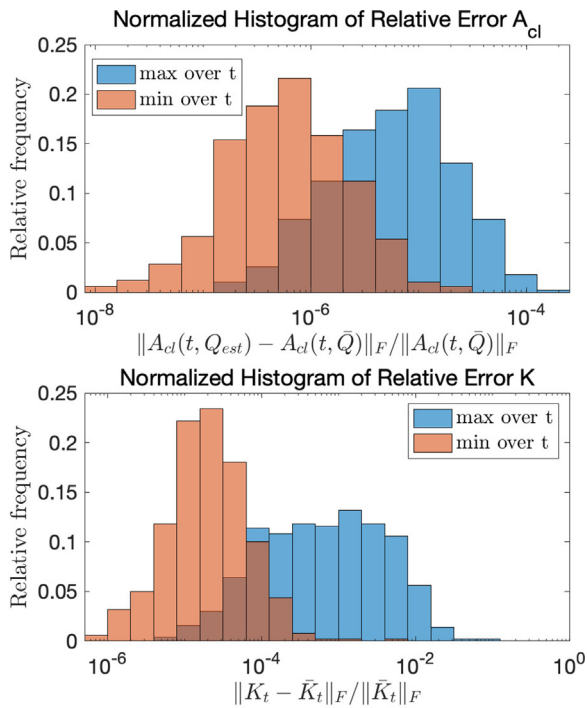 Normalized Histogram of Relative Error A_cl
0.25
0.2
0.15
0.1
0.05
0
Relative frequency
max over t
min over t
10^-8
10^-6
10^-4
‖A_cl(t, Q_est) − A_cl(t, Q̄)‖_F/‖A_cl(t, Q̄)‖_F
Normalized Histogram of Relative Error K
0.25
0.2
0.15
0.1
0.05
0
Relative frequency
max over t
min over t
10^-6
10^-4
10^-2
10^0
‖K_t − K̄_t‖_F/‖K̄_t‖_F